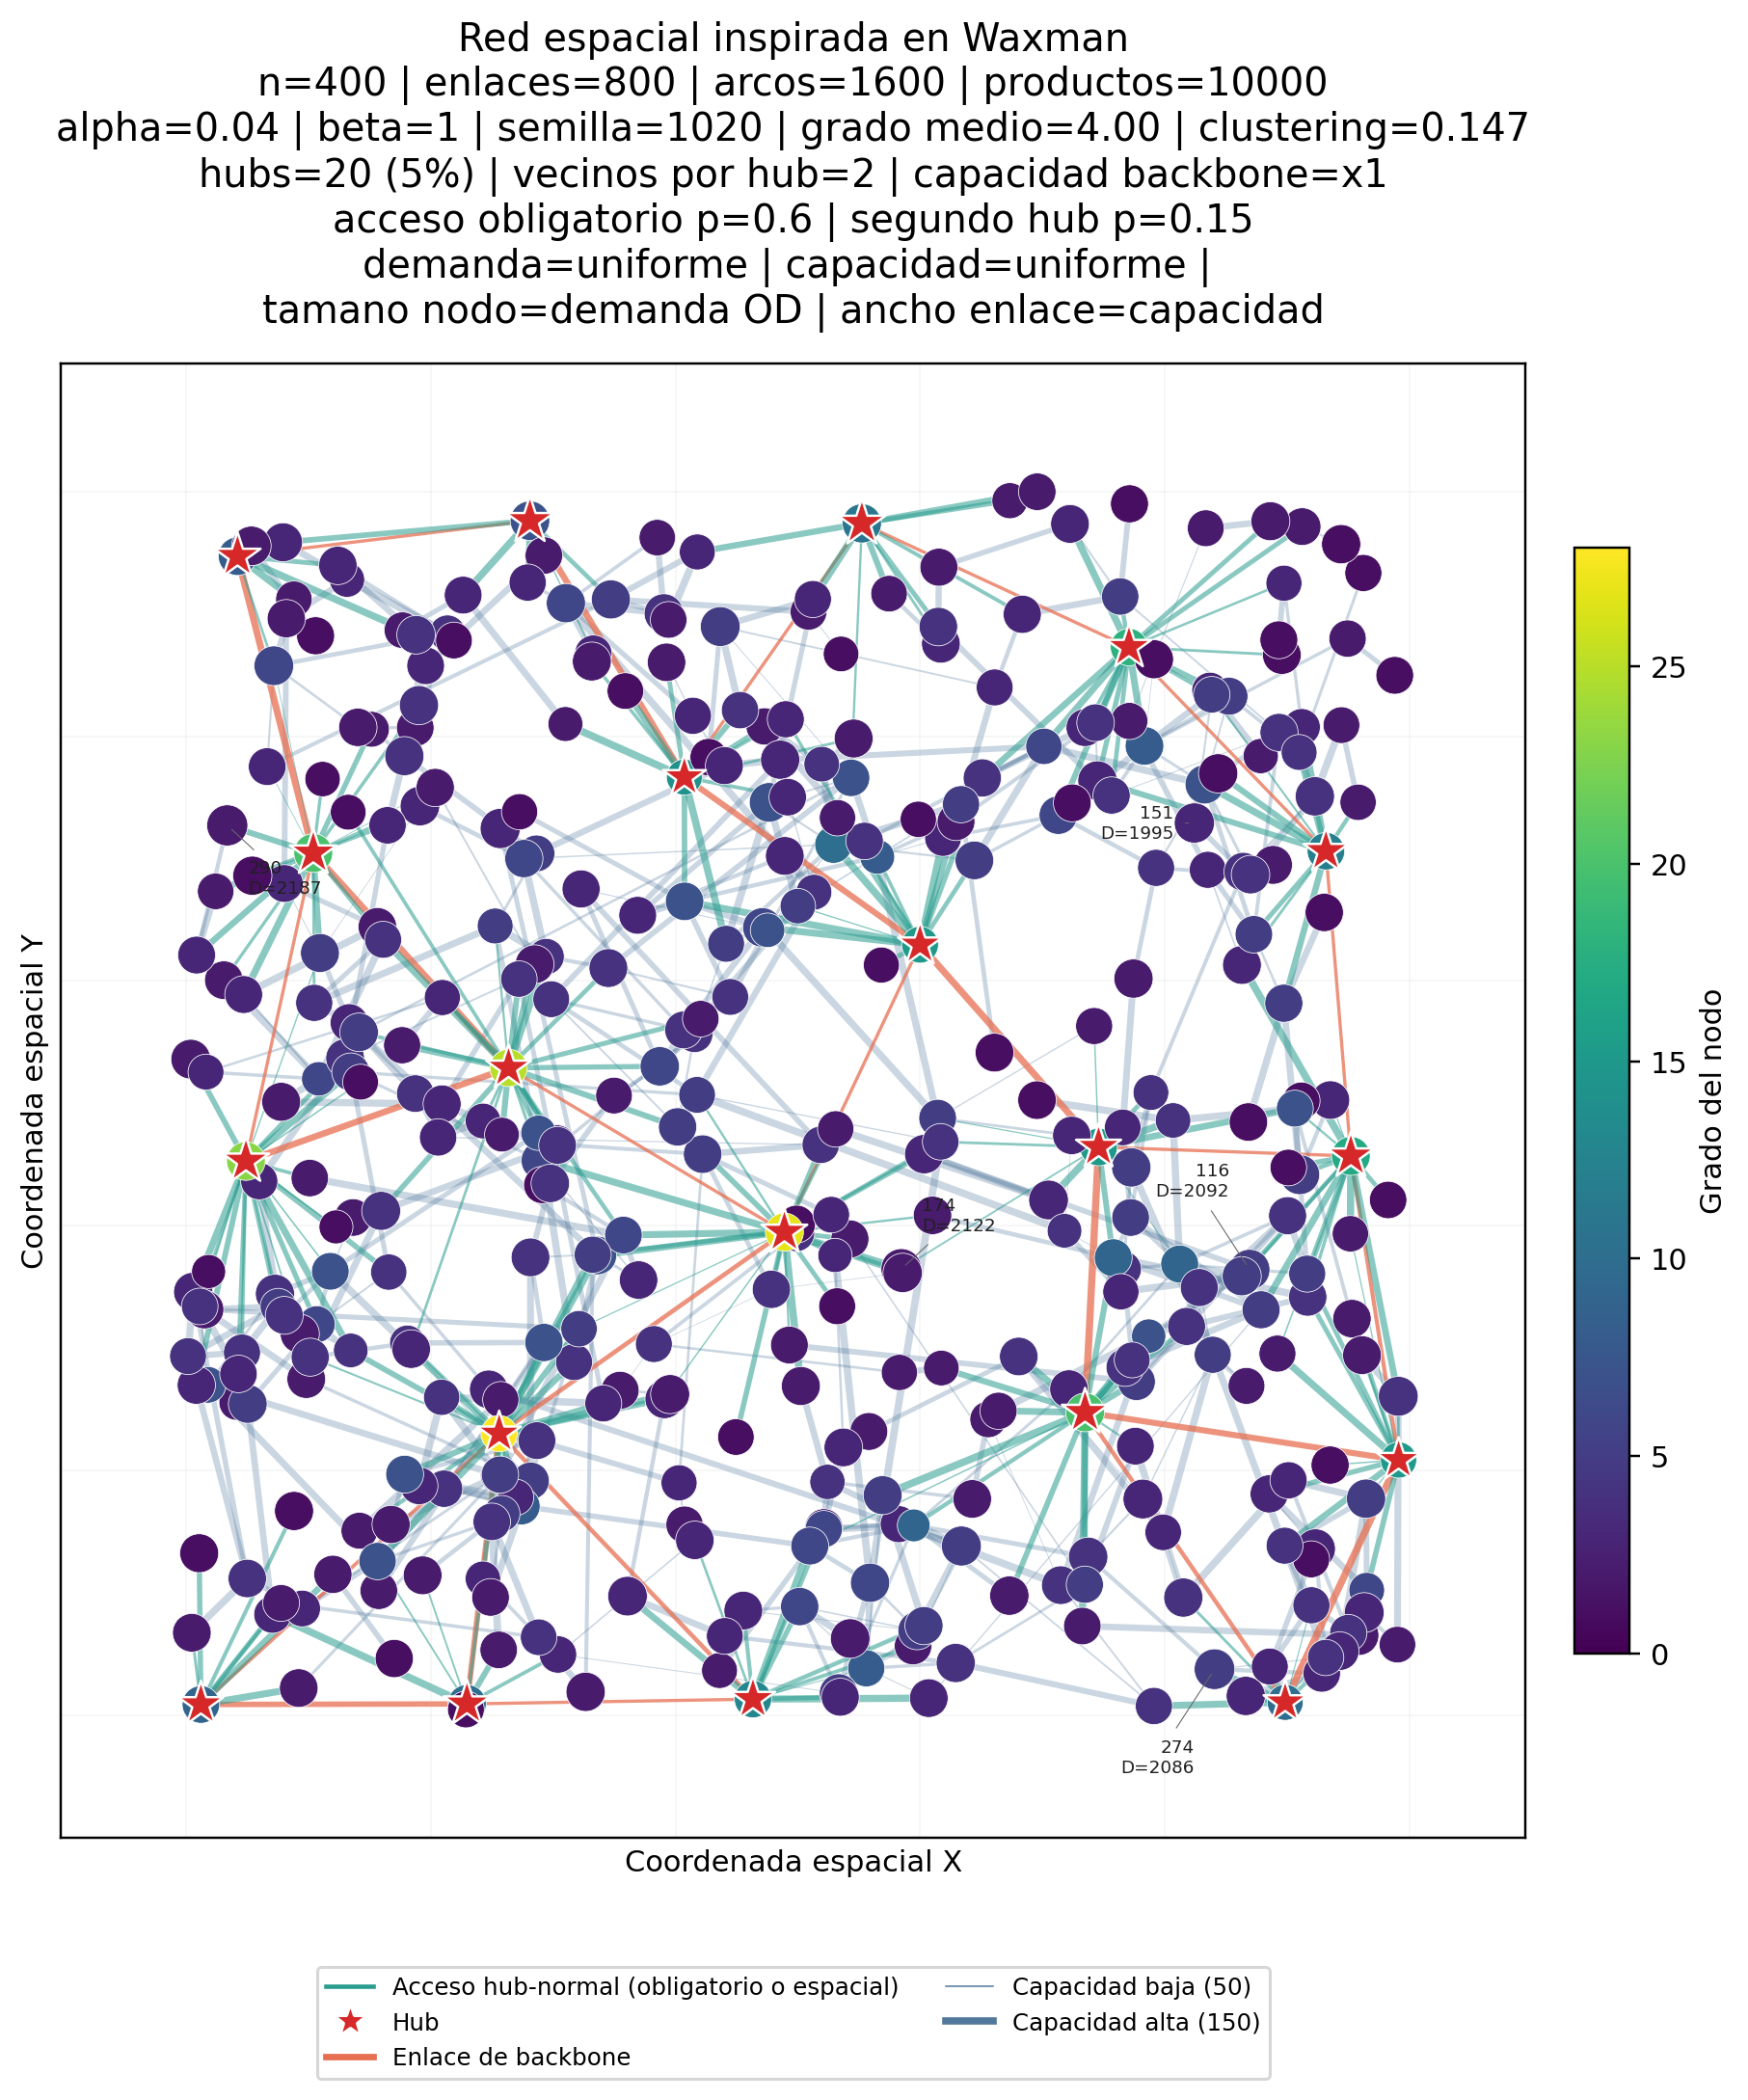 Red espacial inspirada en Waxman
n=400 | enlaces=800 | arcos=1600 | productos=10000
alpha=0.04 | beta=1 | semilla=1020 | grado medio=4.00 | clustering=0.147
hubs=20 (5%) | vecinos por hub=2 | capacidad backbone=x1
acceso obligatorio p=0.6 | segundo hub p=0.15
demanda=uniforme | capacidad=uniforme |
tamano nodo=demanda OD | ancho enlace=capacidad
Coordenada espacial Y
151
D=1995
D=2187
116
D=2092
174
D=2122
274
D=2086
Coordenada espacial X
25
20
15
10
5
0
Grado del nodo
Acceso hub-normal (obligatorio o espacial)
Hub
Enlace de backbone
Capacidad baja (50)
Capacidad alta (150)